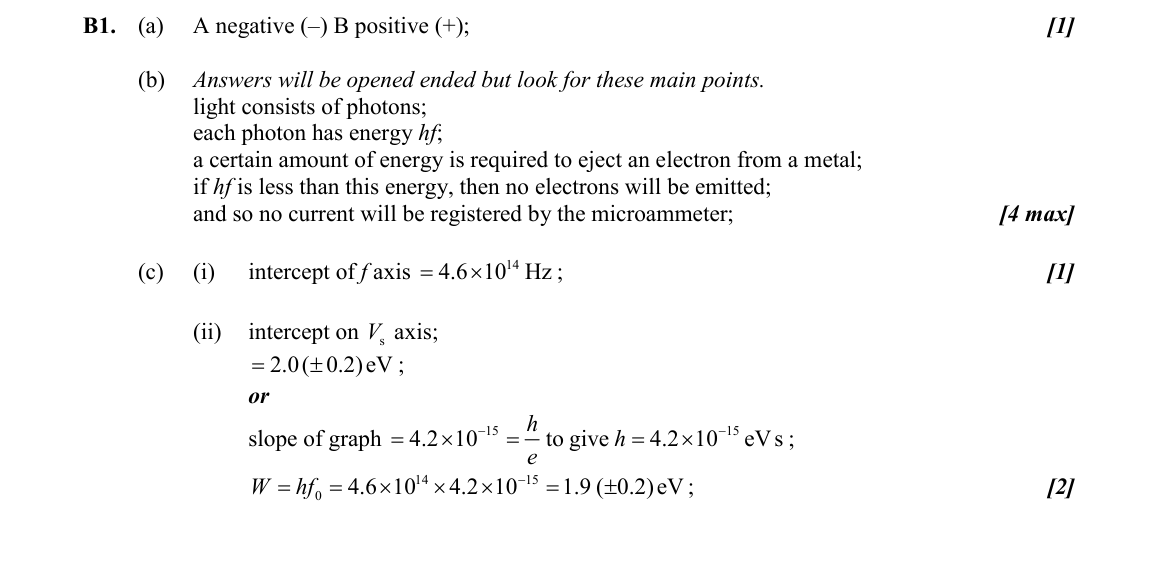 B1. (a) A negative (–) B positive (+); [1]
(b) Answers will be opened ended but look for these main points.
light consists of photons;
each photon has energy hf;
a certain amount of energy is required to eject an electron from a metal;
if hf is less than this energy, then no electrons will be emitted;
and so no current will be registered by the microammeter; [4 max]
(c) (i) intercept of f axis = 4.6×10¹⁴ Hz ; [1]
(ii) intercept on Vₛ axis;
= 2.0(±0.2) eV ;
or
slope of graph = 4.2×10⁻¹⁵ = h/e to give h = 4.2×10⁻¹⁵ eV s ;
W = hf₀ = 4.6×10¹⁴ × 4.2×10⁻¹⁵ = 1.9 (±0.2) eV ; [2]